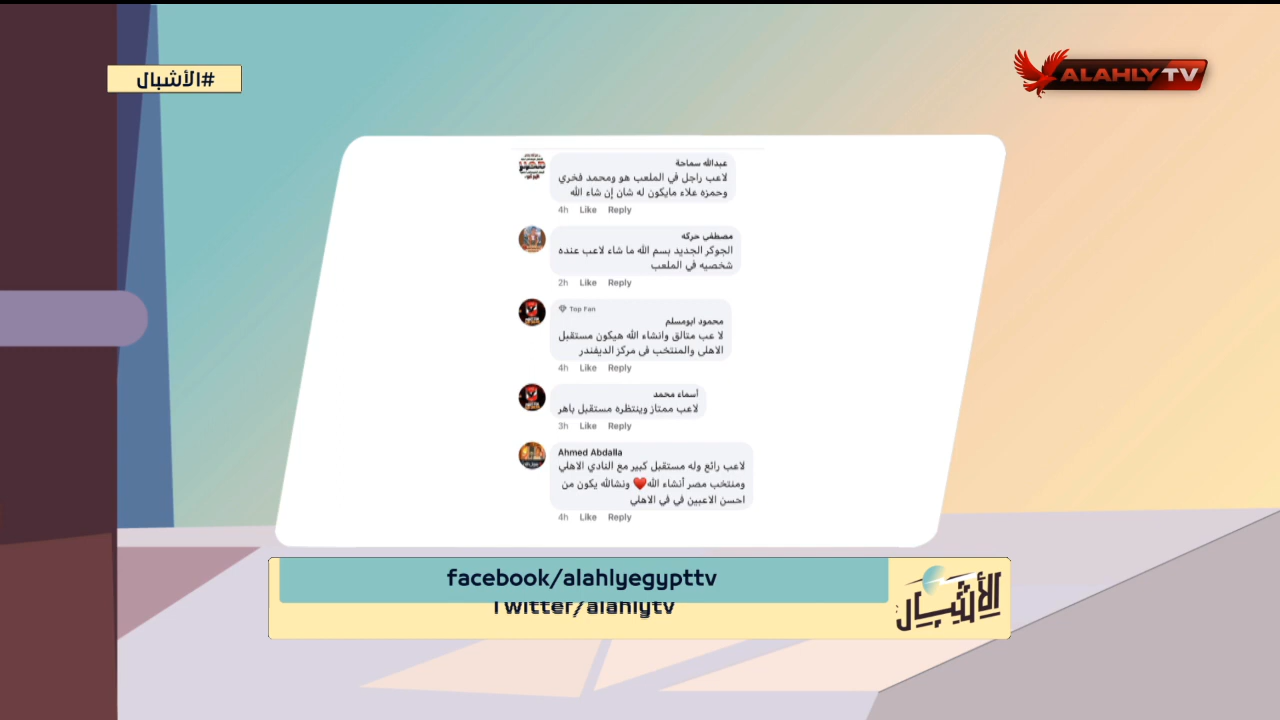 #الأشبال
ALAHLY TV
عبدالله سماحة
لاعب راجل في الملعب هو ومحمد فخري
وحمزه علاء مايكون له شان إن شاء الله
4h Like Reply
مصطفى حركه
الجوكر الجديد بسم الله ما شاء لاعب عنده
شخصيه في الملعب
2h Like Reply
Top Fan
محمود ابومسلم
لا عب متالق وانشاء الله هيكون مستقبل
الاهلى والمنتخب فى مركز الديفندر
4h Like Reply
أسماء محمد
لاعب ممتاز وينتظره مستقبل باهر
3h Like Reply
Ahmed Abdalla
لاعب رائع وله مستقبل كبير مع النادي الاهلي
ومنتخب مصر أنشاء الله❤️ ونشالله يكون من
احسن الاعبين في في الاهلي
4h Like Reply
facebook/alahlyegypttv
Twitter/alahlytv
الأشبال